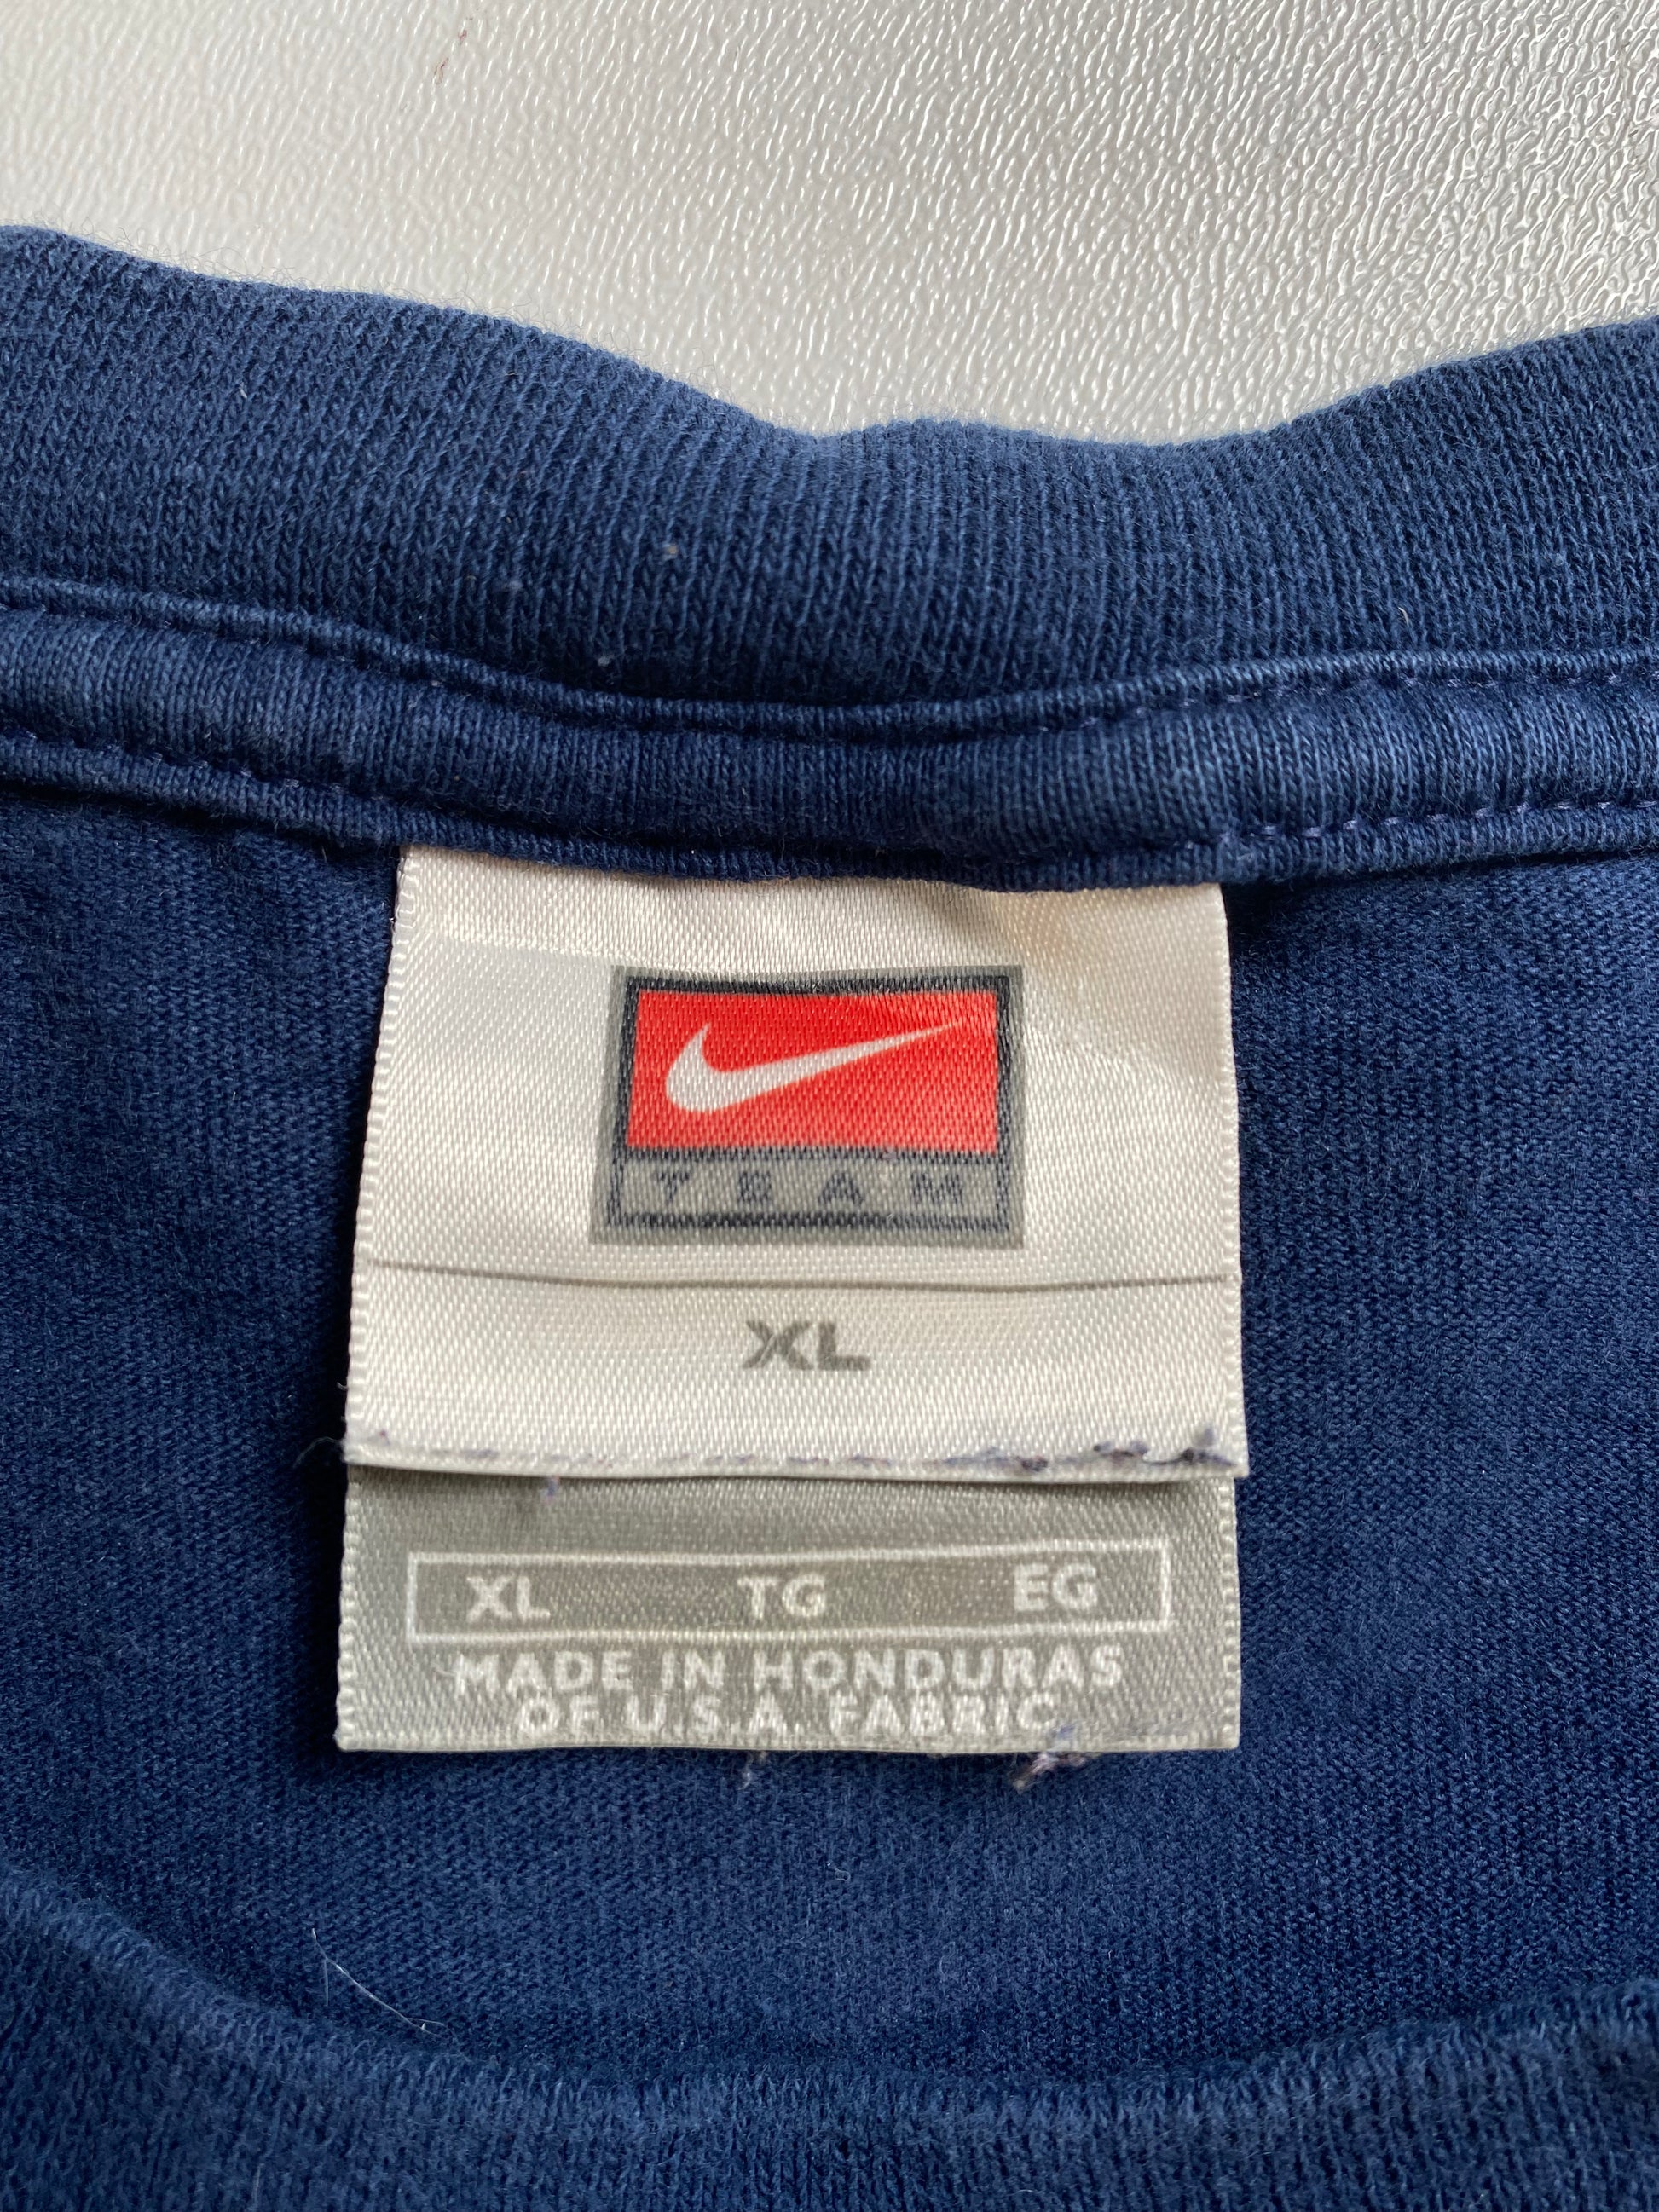 TEAM
XL
XL TG EG
MADE IN HONDURAS
OF U.S.A. FABRIC